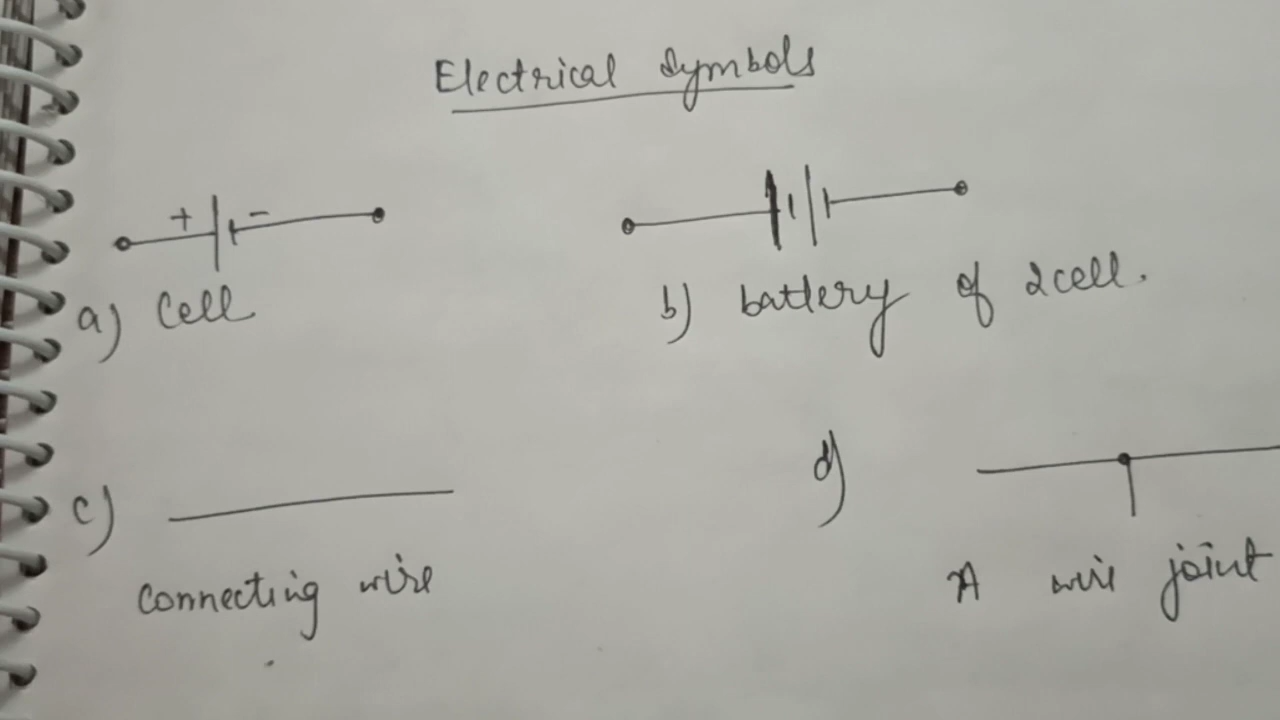 Electrical Symbols
+ -
a) Cell
b) battery of 2cell.
c)
connecting wire
d)
A wire joint